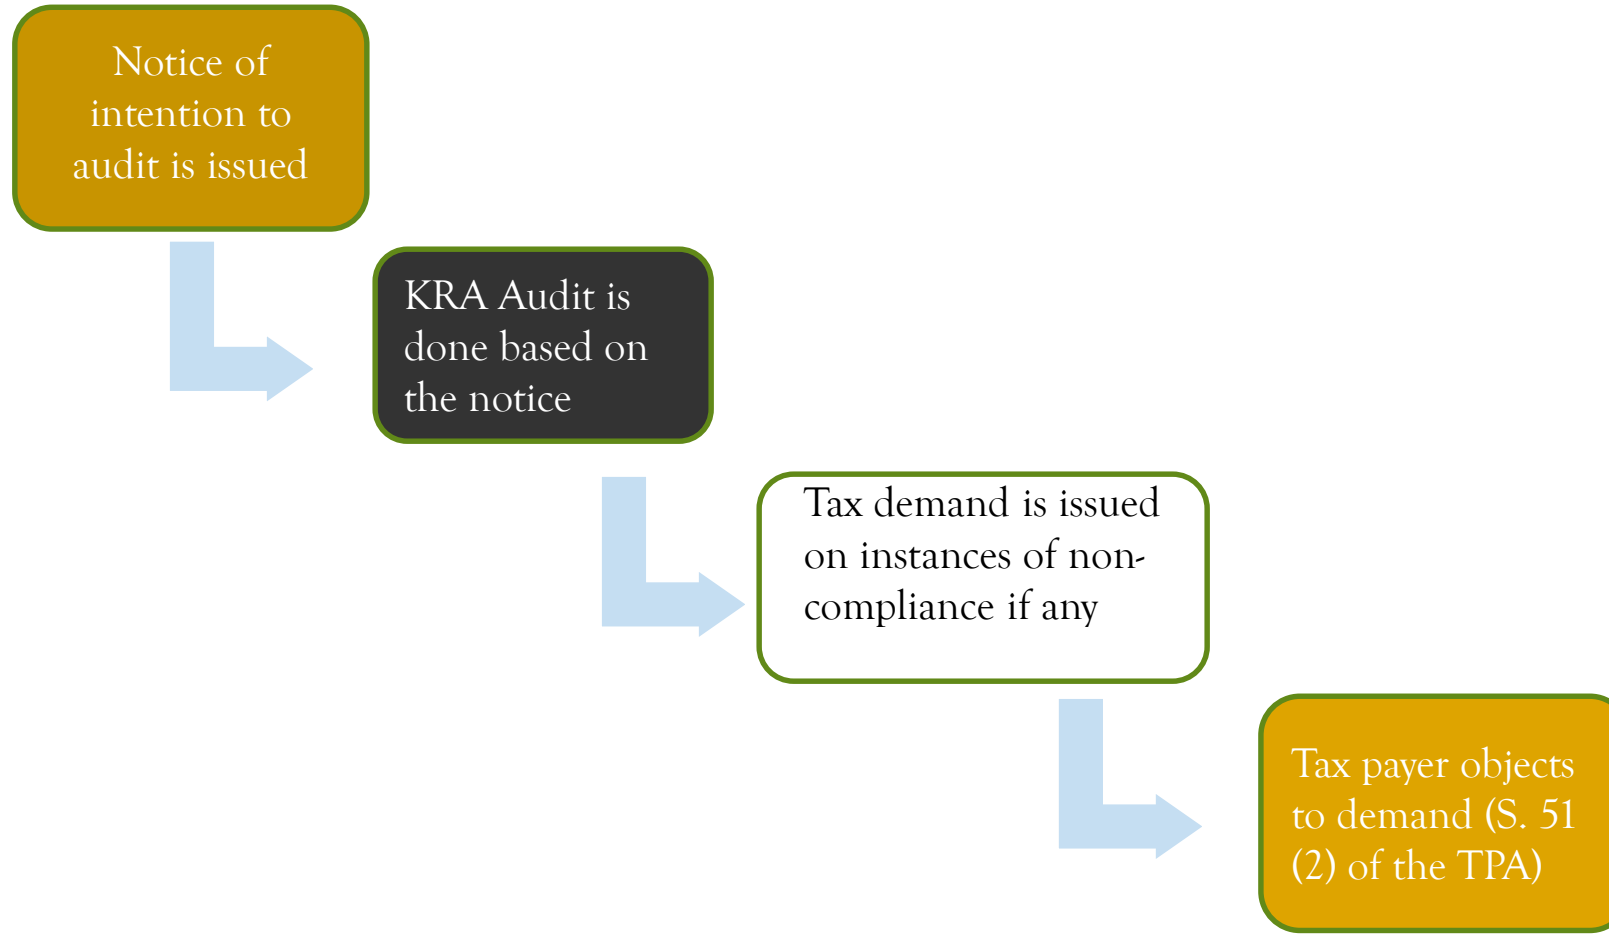 Notice of
intention to
audit is issued
KRA Audit is
done based on
the notice
Tax demand is issued
on instances of non-
compliance if any
Tax payer objects
to demand (S. 51
(2) of the TPA)